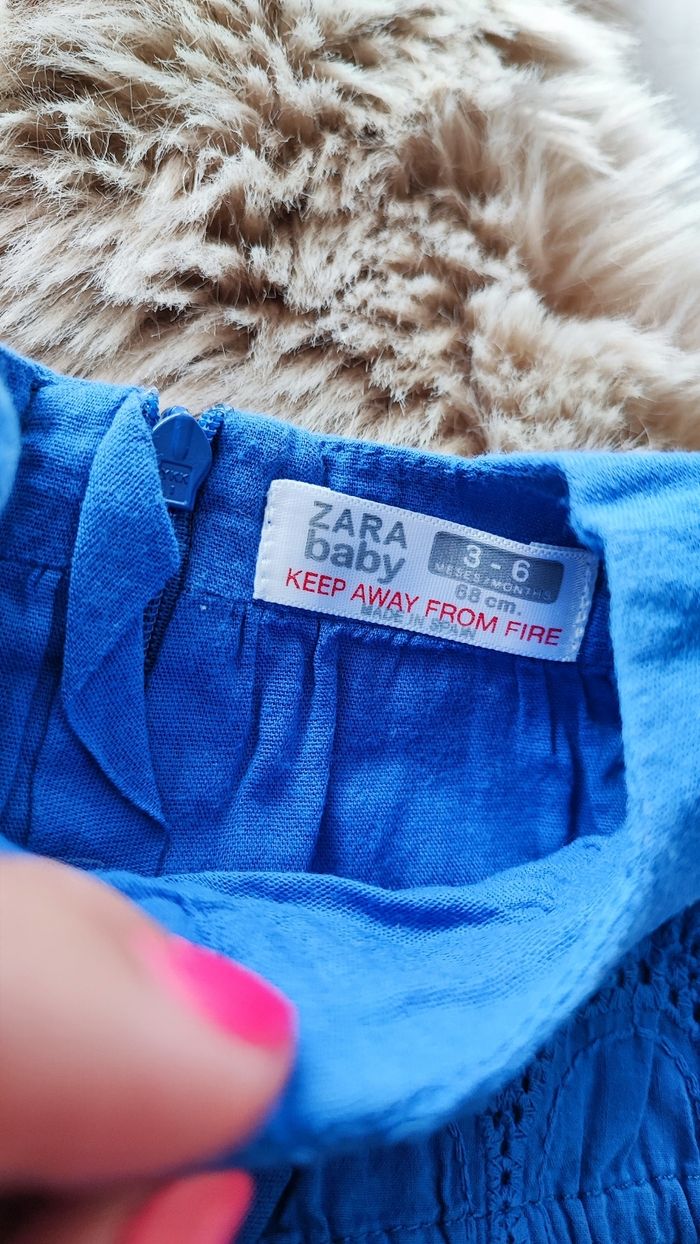 ZARA
baby
3 - 6
MESES/MONTHS
68 cm.
KEEP AWAY FROM FIRE
MADE IN SPAIN